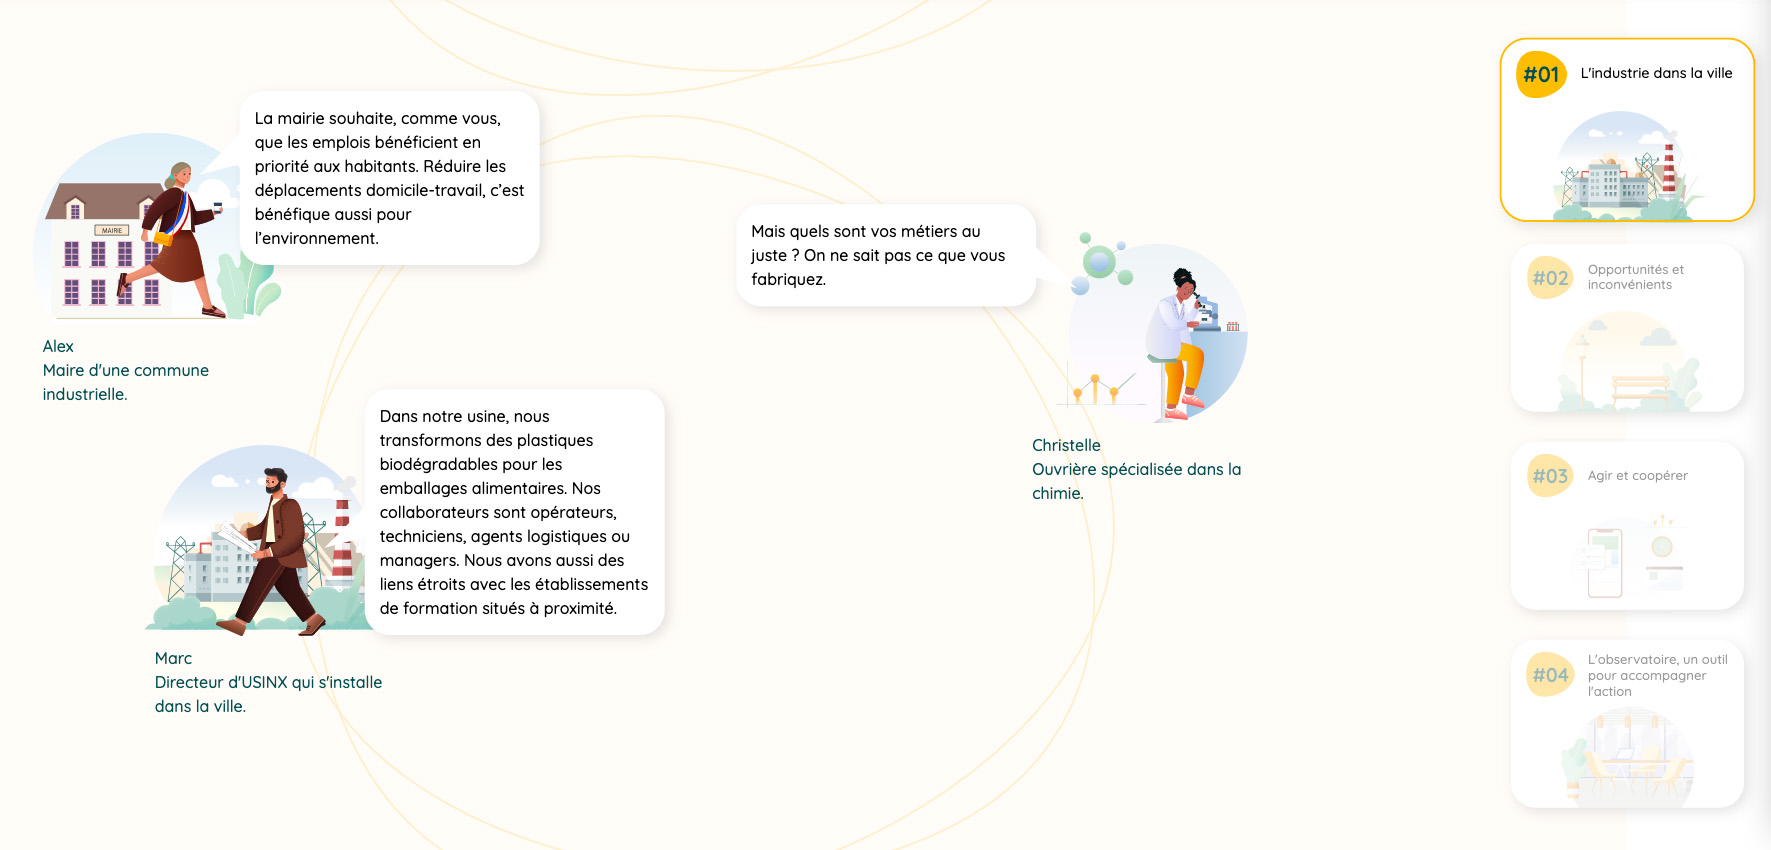 La mairie souhaite, comme vous,
que les emplois bénéficient en
priorité aux habitants. Réduire les
déplacements domicile-travail, c’est
bénéfique aussi pour
l’environnement.
MAIRIE
Alex
Maire d'une commune
industrielle.
Mais quels sont vos métiers au
juste ? On ne sait pas ce que vous
fabriquez.
Christelle
Ouvrière spécialisée dans la
chimie.
Dans notre usine, nous
transformons des plastiques
biodégradables pour les
emballages alimentaires. Nos
collaborateurs sont opérateurs,
techniciens, agents logistiques ou
managers. Nous avons aussi des
liens étroits avec les établissements
de formation situés à proximité.
Marc
Directeur d'USINX qui s'installe
dans la ville.
#01 L'industrie dans la ville
#02 Opportunités et
inconvénients
#03 Agir et coopérer
#04 L'observatoire, un outil
pour accompagner
l'action